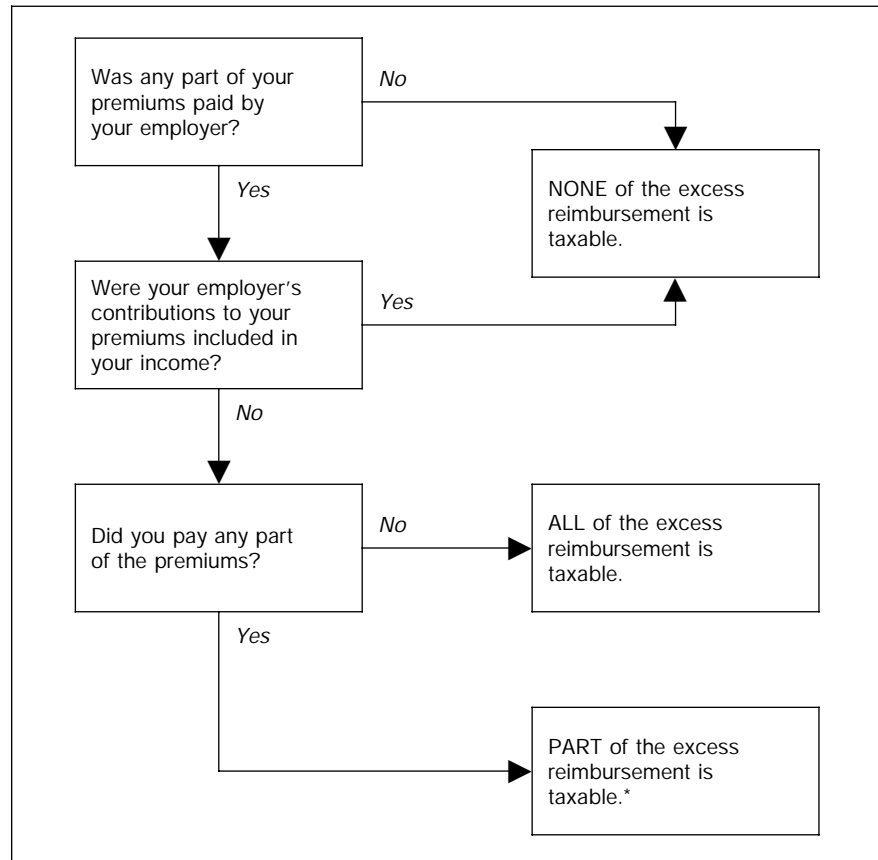 Was any part of your
premiums paid by
your employer?
No
Yes
NONE of the excess
reimbursement is
taxable.
Were your employer's
contributions to your
premiums included in
your income?
Yes
No
Did you pay any part
of the premiums?
No
ALL of the excess
reimbursement is
taxable.
Yes
PART of the excess
reimbursement is
taxable.*